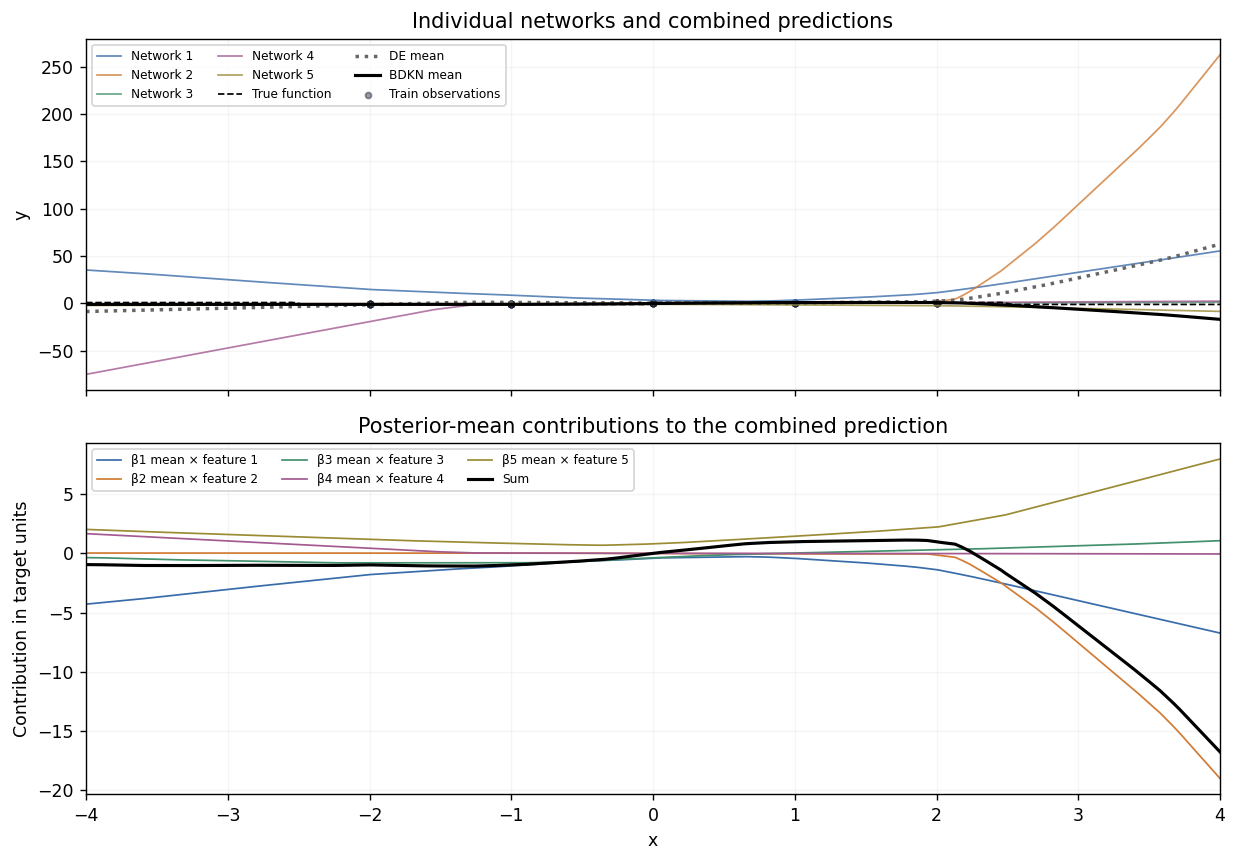 Individual networks and combined predictions
Network 1 Network 4 DE mean
Network 2 Network 5 BDKN mean
Network 3 True function Train observations
250
200
150
100
50
0
−50
y
Posterior-mean contributions to the combined prediction
β1 mean × feature 1 β3 mean × feature 3 β5 mean × feature 5
β2 mean × feature 2 β4 mean × feature 4 Sum
5
0
−5
−10
−15
−20
Contribution in target units
−4 −3 −2 −1 0 1 2 3 4
x